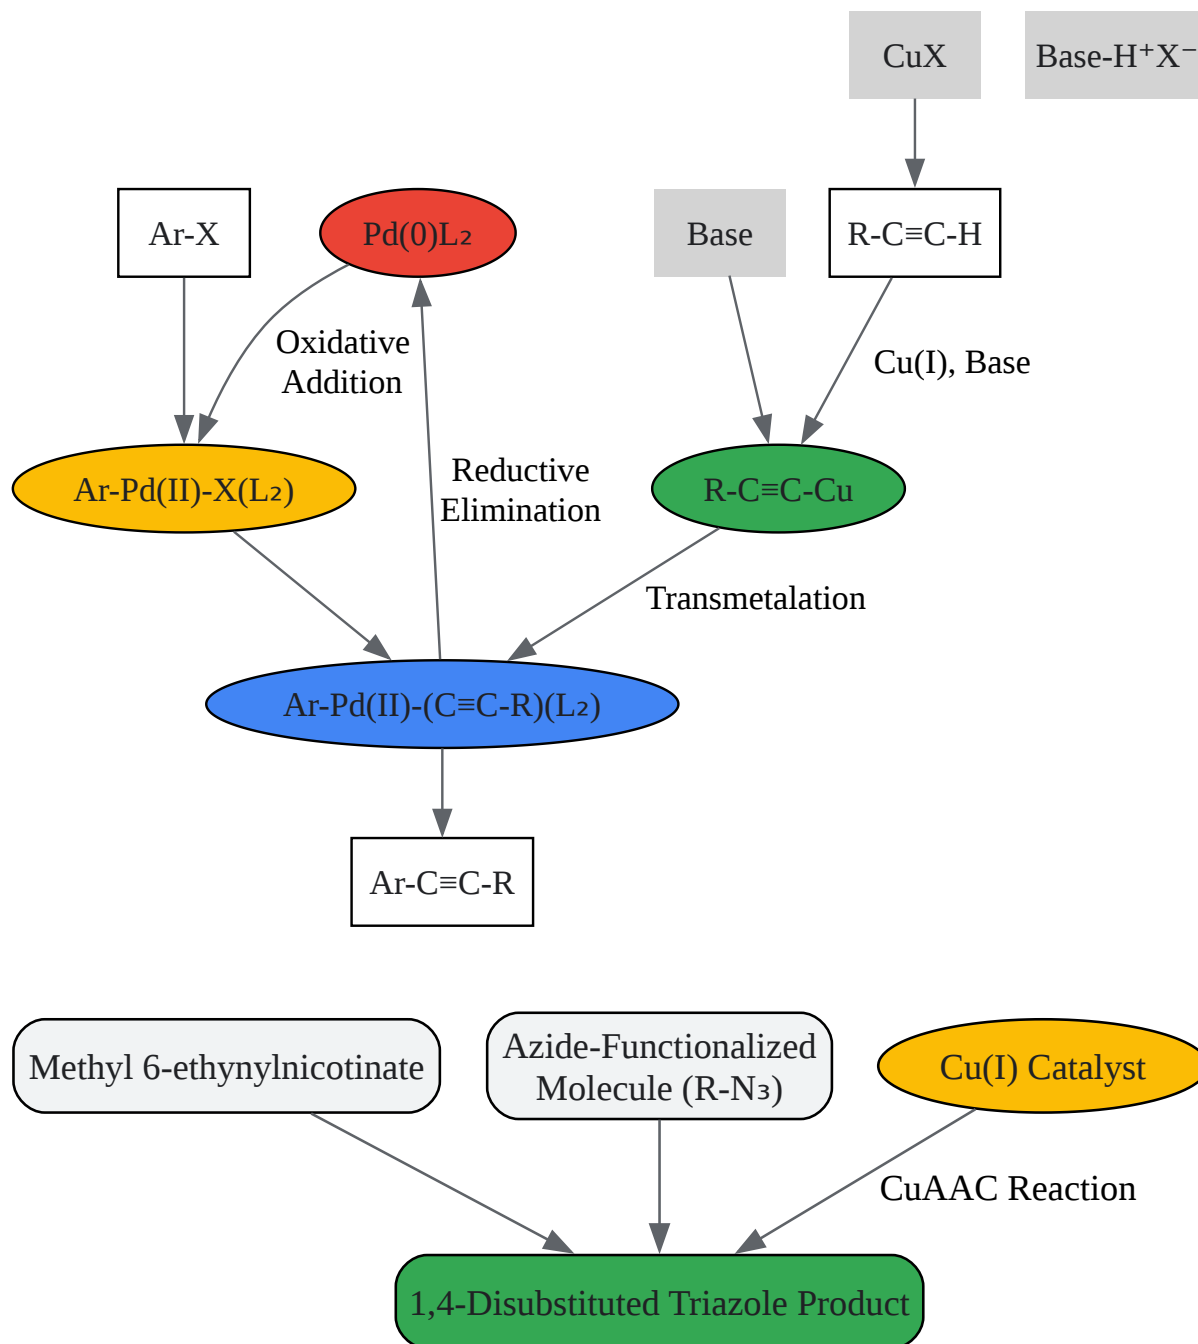 CuX
Base-H⁺X⁻
Ar-X
Pd(0)L₂
Base
R-C≡C-H
Oxidative
Addition
Cu(I), Base
Reductive
Elimination
Ar-Pd(II)-X(L₂)
R-C≡C-Cu
Transmetalation
Ar-Pd(II)-(C≡C-R)(L₂)
Ar-C≡C-R
Methyl 6-ethynylnicotinate
Azide-Functionalized
Molecule (R-N₃)
Cu(I) Catalyst
CuAAC Reaction
1,4-Disubstituted Triazole Product